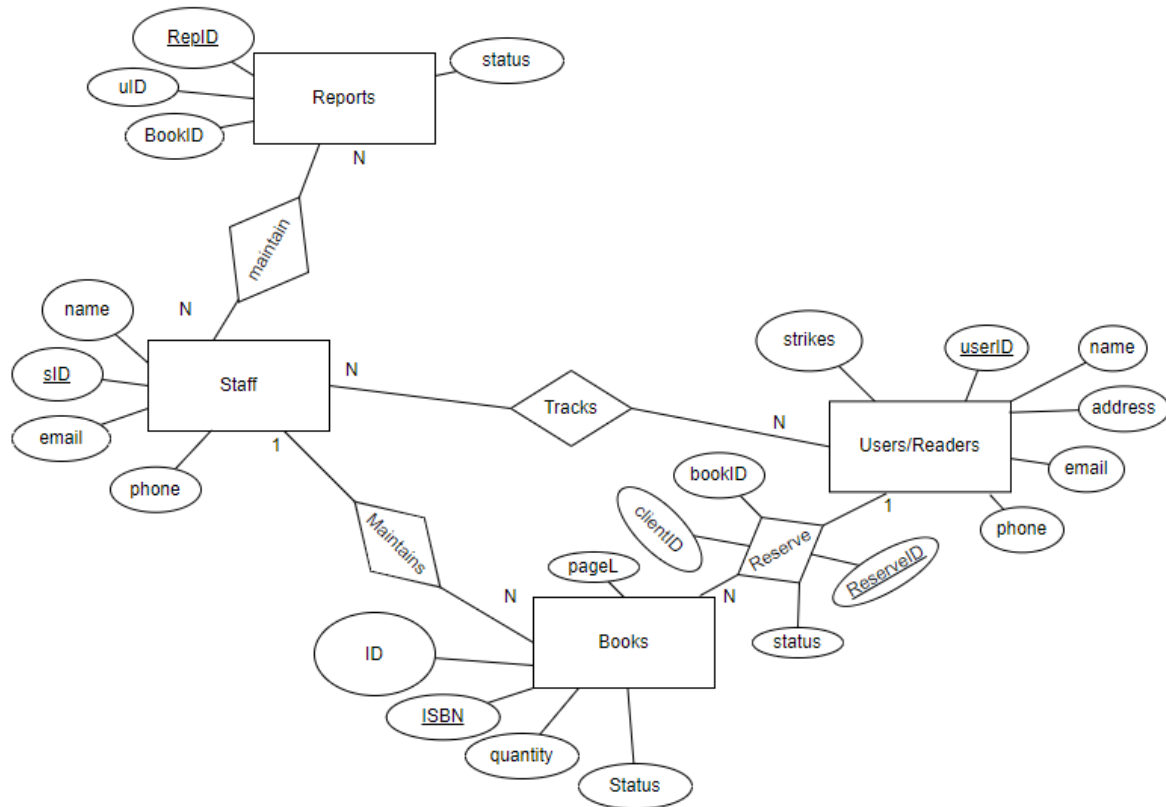 RepID
status
uID
Reports
BookID
N
maintain
name
N
strikes
userID
name
sID
Staff
N
Tracks
address
N
email
1
Users/Readers
bookID
email
phone
clientID
1
phone
Maintains
Reserve
ReserveID
pageL
N
N
status
ID
Books
ISBN
quantity
Status